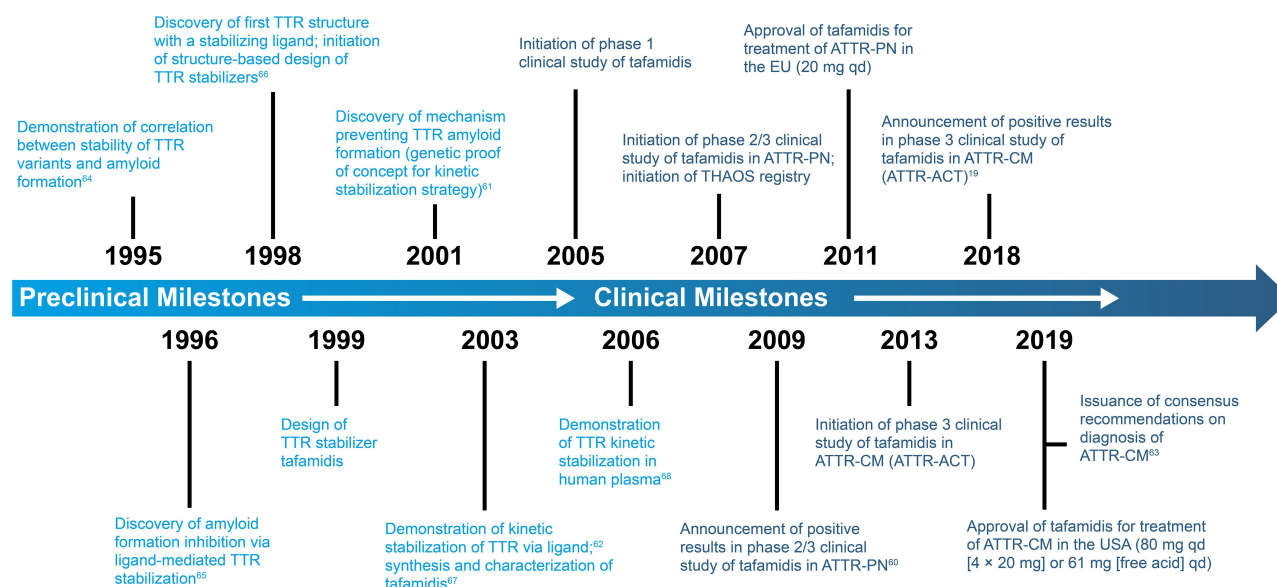 Discovery of first TTR structure
with a stabilizing ligand; initiation
of structure-based design of
TTR stabilizers⁶⁶
Initiation of phase 1
clinical study of tafamidis
Approval of tafamidis for
treatment of ATTR-PN in
the EU (20 mg qd)
Demonstration of correlation
between stability of TTR
variants and amyloid
formation⁶⁴
Discovery of mechanism
preventing TTR amyloid
formation (genetic proof
of concept for kinetic
stabilization strategy)⁶¹
Initiation of phase 2/3 clinical
study of tafamidis in ATTR-PN;
initiation of THAOS registry
Announcement of positive results
in phase 3 clinical study of
tafamidis in ATTR-CM
(ATTR-ACT)¹⁹
1995 1998 2001 2005 2007 2011 2018
Preclinical Milestones Clinical Milestones
1996 1999 2003 2006 2009 2013 2019
Design of
TTR stabilizer
tafamidis
Demonstration
of TTR kinetic
stabilization in
human plasma⁶⁸
Initiation of phase 3 clinical
study of tafamidis in
ATTR-CM (ATTR-ACT)
Issuance of consensus
recommendations on
diagnosis of
ATTR-CM⁶³
Discovery of amyloid
formation inhibition via
ligand-mediated TTR
stabilization⁶⁵
Demonstration of kinetic
stabilization of TTR via ligand;⁶²
synthesis and characterization of
tafamidis⁶⁷
Announcement of positive
results in phase 2/3 clinical
study of tafamidis in ATTR-PN⁶⁰
Approval of tafamidis for treatment
of ATTR-CM in the USA (80 mg qd
[4 × 20 mg] or 61 mg [free acid] qd)